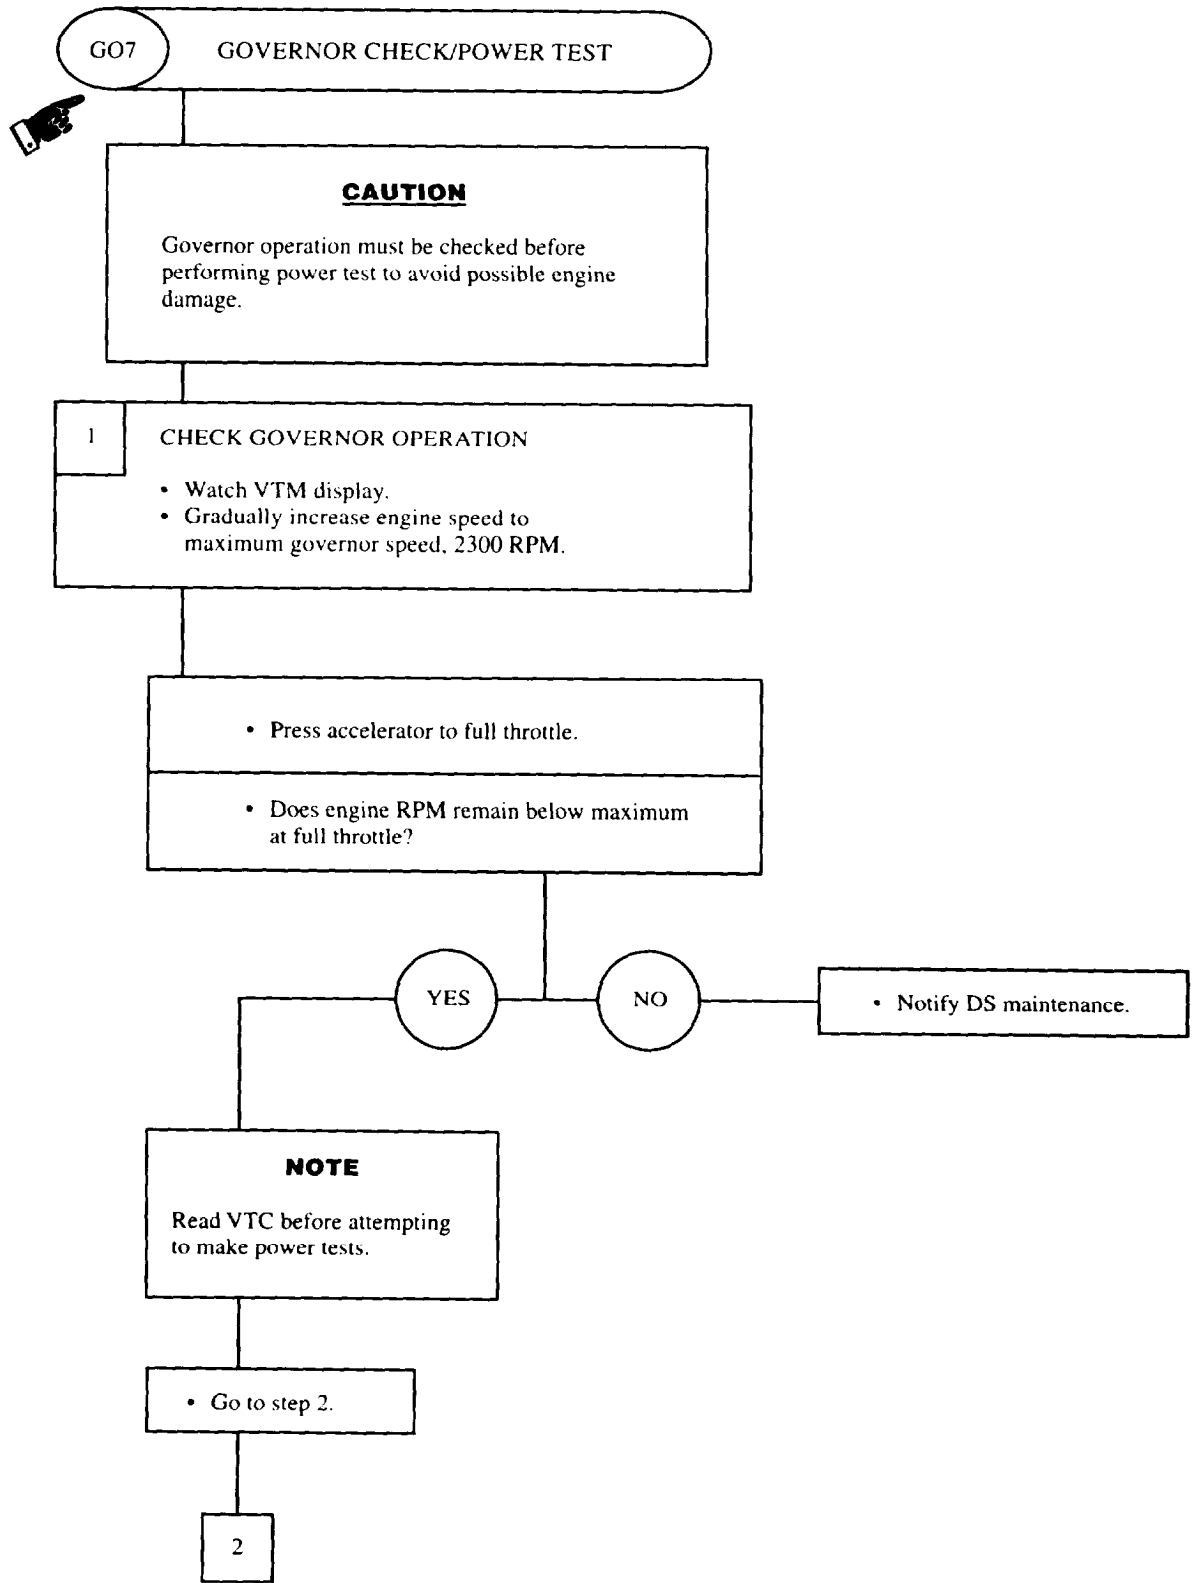 GO7
GOVERNOR CHECK/POWER TEST
CAUTION
Governor operation must be checked before
performing power test to avoid possible engine
damage.
1
CHECK GOVERNOR OPERATION
• Watch VTM display.
• Gradually increase engine speed to
maximum governor speed, 2300 RPM.
• Press accelerator to full throttle.
• Does engine RPM remain below maximum
at full throttle?
YES
NO
• Notify DS maintenance.
NOTE
Read VTC before attempting
to make power tests.
• Go to step 2.
2